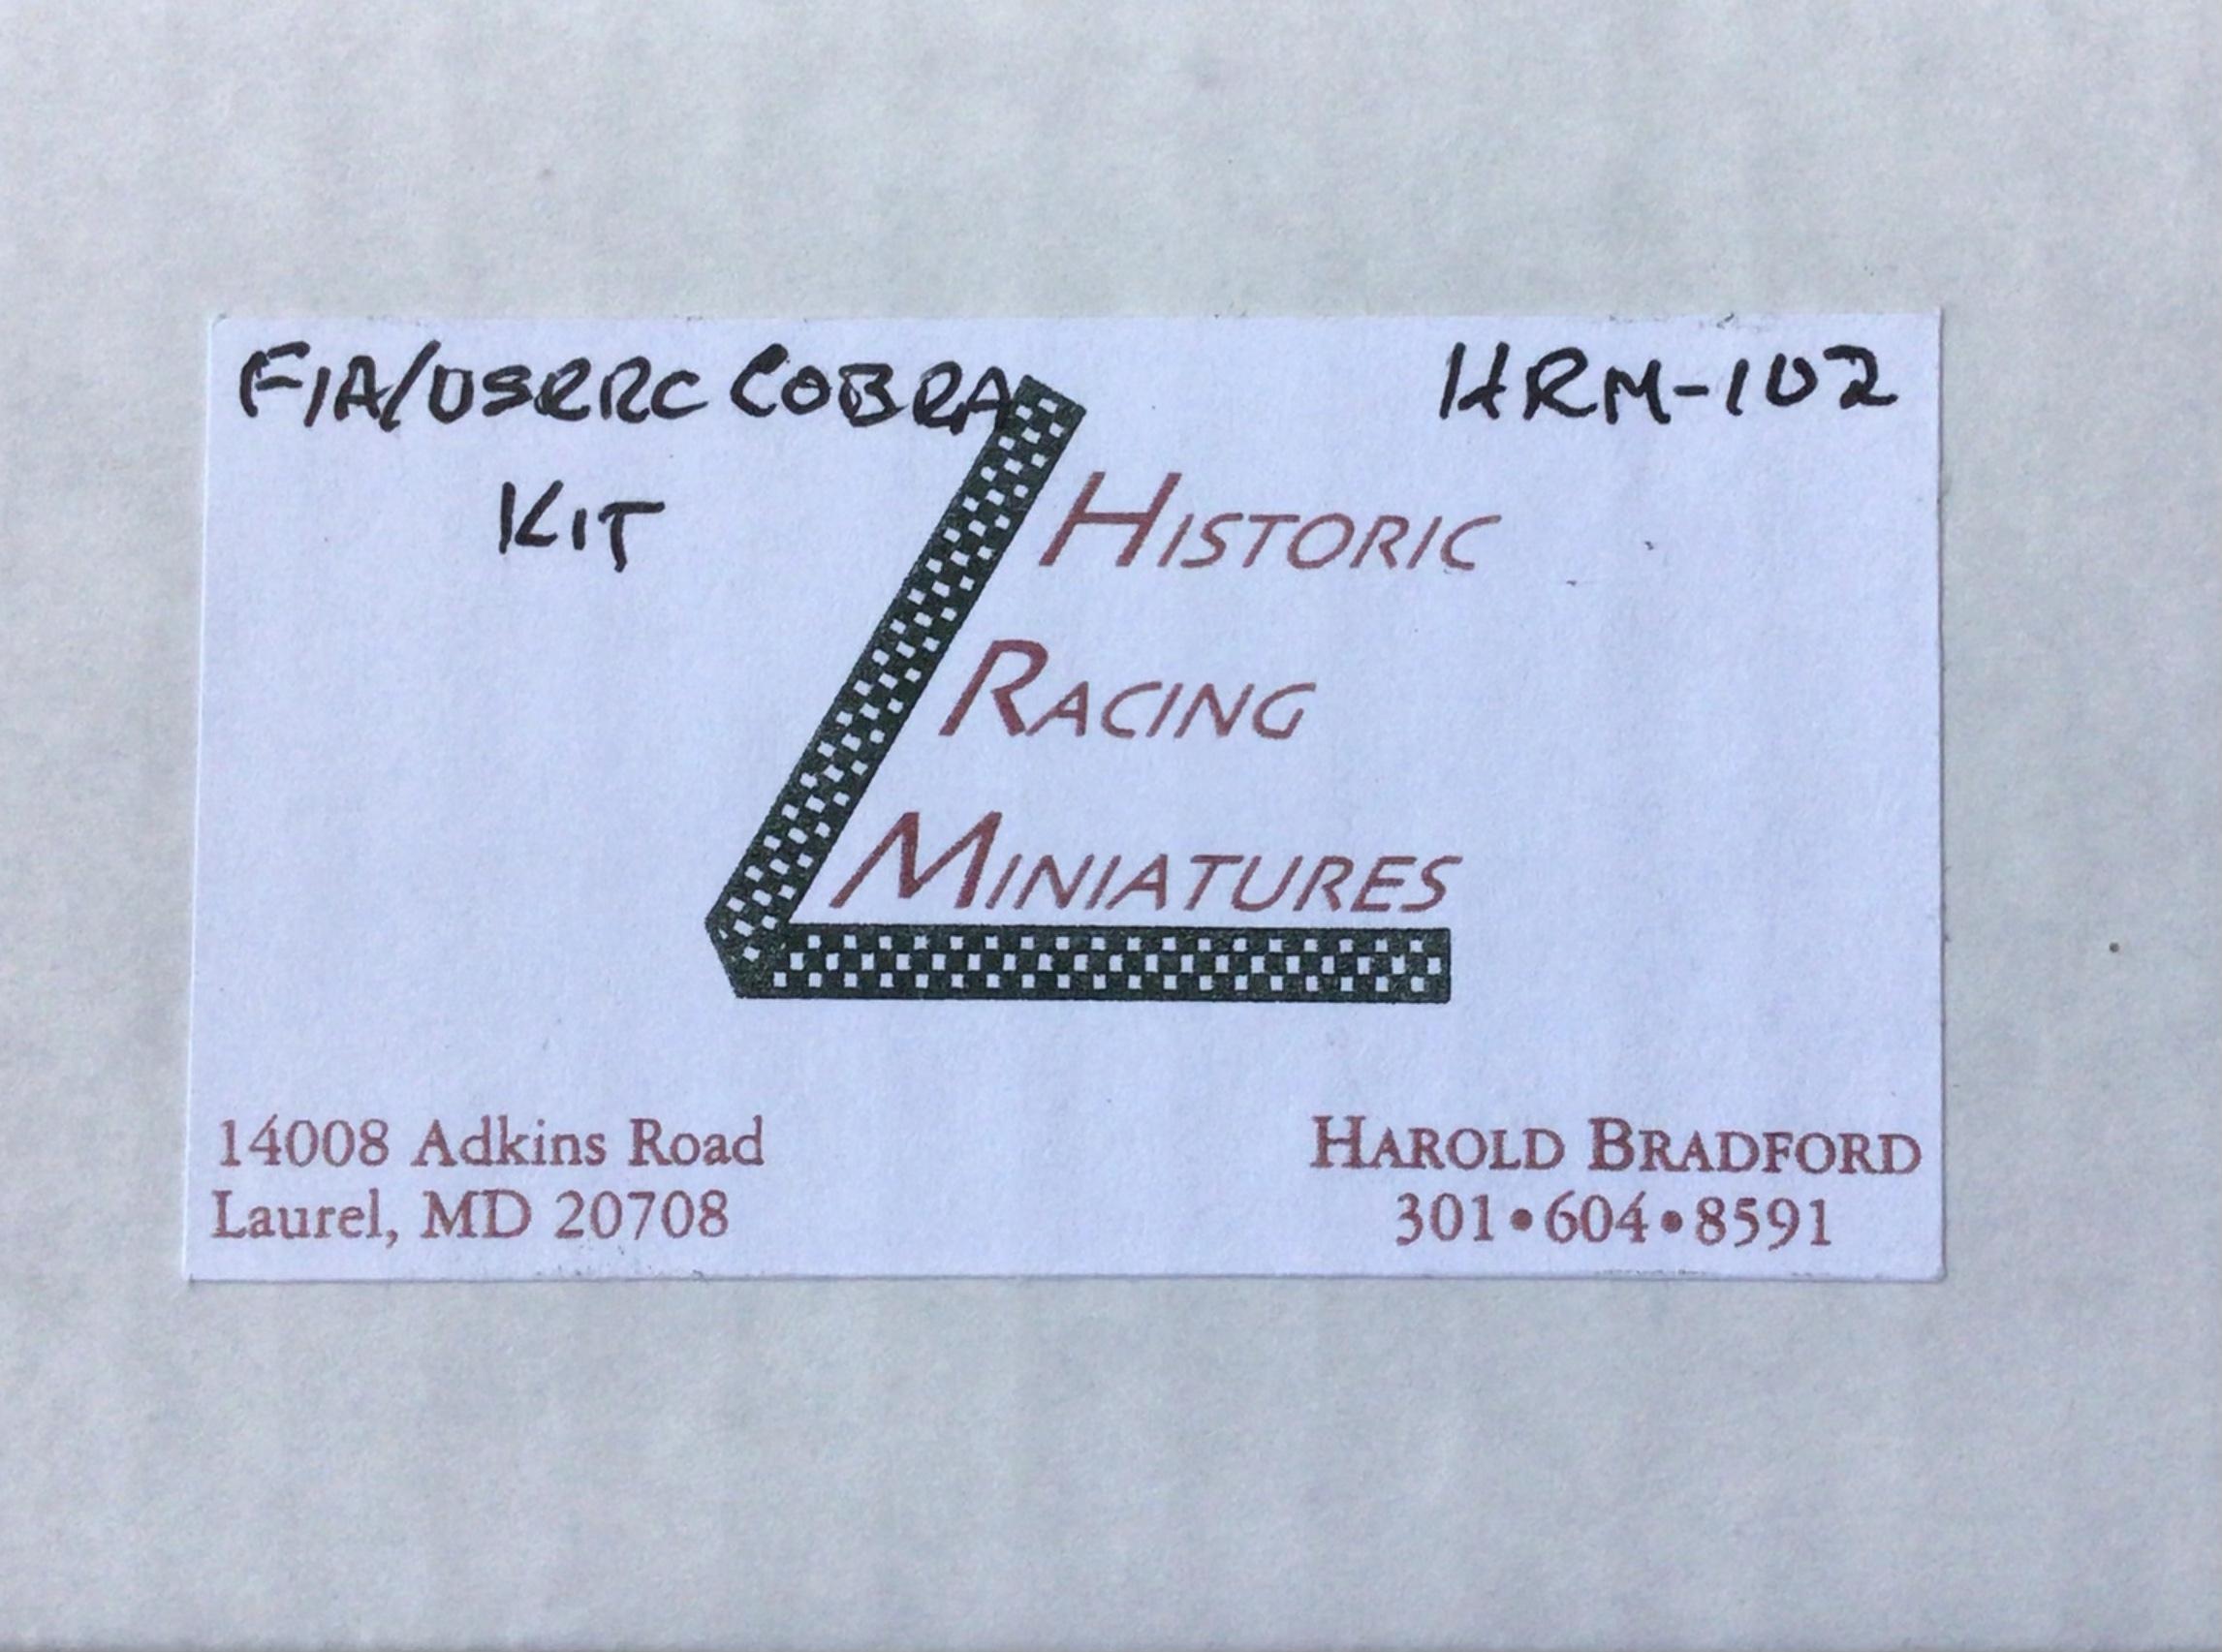 FIA/USRRC COBRA
HRM-102
KIT
HISTORIC
RACING
MINIATURES
14008 Adkins Road
Laurel, MD 20708
HAROLD BRADFORD
301•604•8591